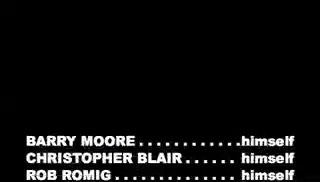 BARRY MOORE . . . . . . . . . . . .himself
CHRISTOPHER BLAIR . . . . . . himself
ROB ROMIG . . . . . . . . . . . . . . himself